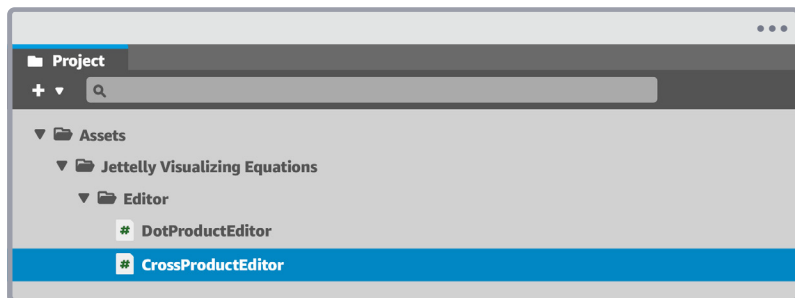 Project
Assets
Jettelly Visualizing Equations
Editor
# DotProductEditor
# CrossProductEditor